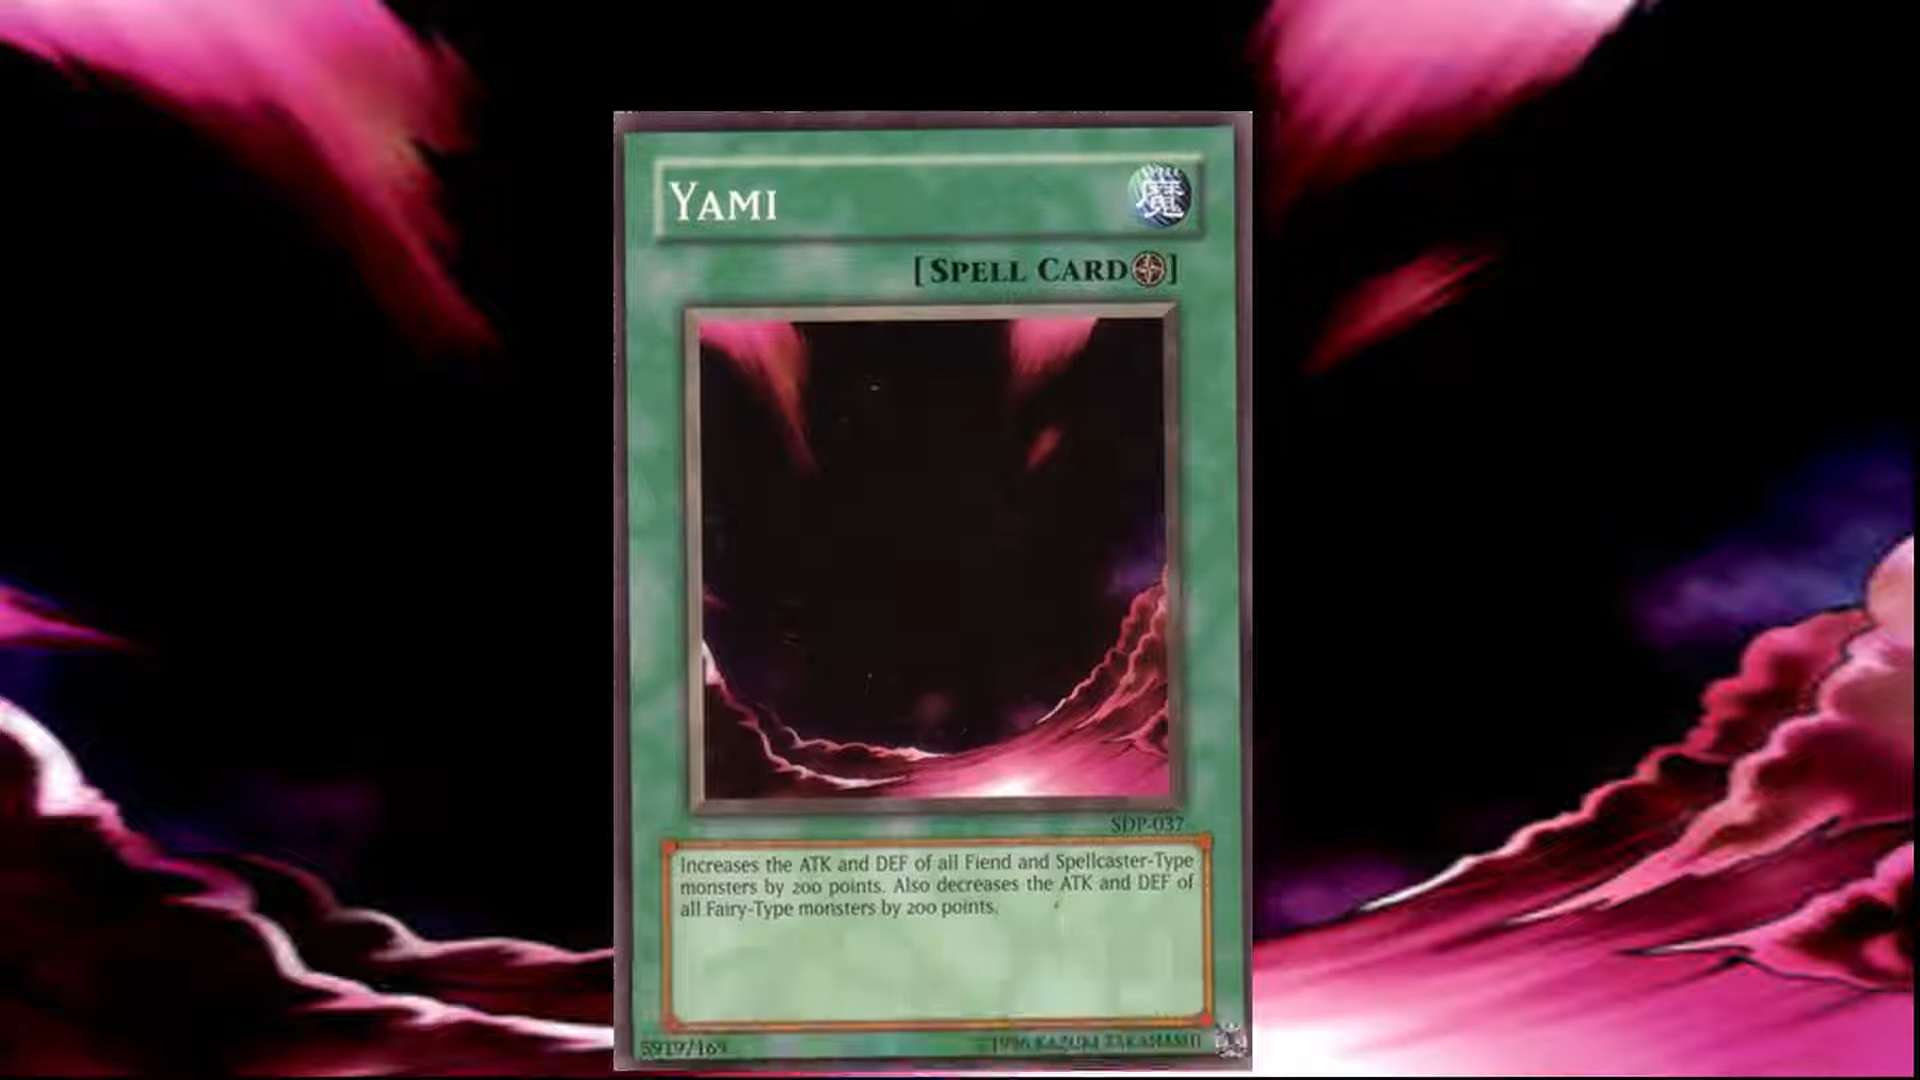 Yami
魔
[Spell Card]
SDP-037
Increases the ATK and DEF of all Fiend and Spellcaster-Type
monsters by 200 points. Also decreases the ATK and DEF of
all Fairy-Type monsters by 200 points.
1996 KAZUKI TAKAHASHI